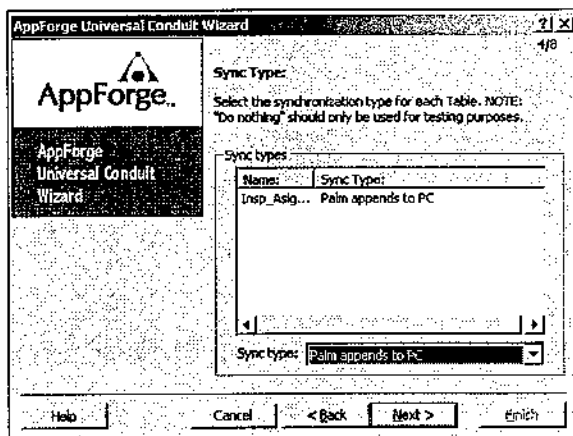 AppForge Universal Conduit Wizard
4/8
AppForge..
AppForge
Universal Conduit
Wizard
Sync Type:
Select the synchronization type for each Table. NOTE:
"Do nothing" should only be used for testing purposes.
Sync types
Name: Sync Type:
Insp_Asig... Palm appends to PC
Sync type: Palm appends to PC
Help Cancel < Back Next > Finish